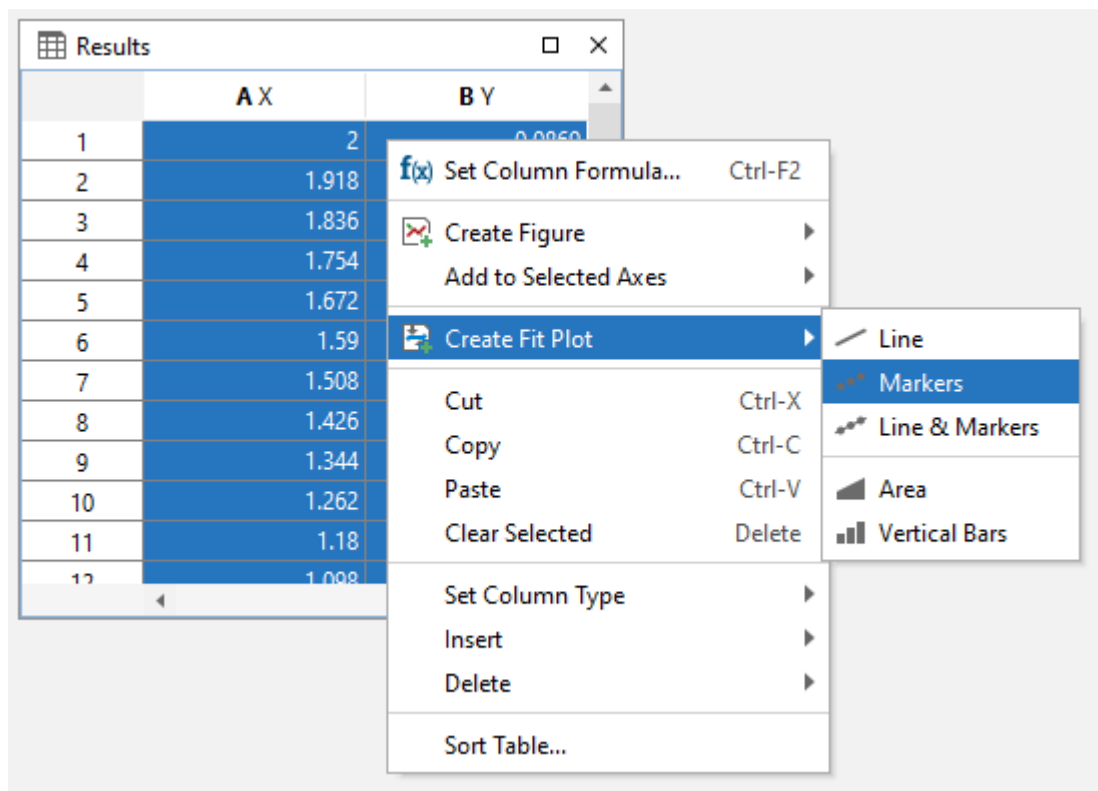 Results
A X B Y
1 2
2 1.918
3 1.836
4 1.754
5 1.672
6 1.59
7 1.508
8 1.426
9 1.344
10 1.262
11 1.18
12 1.098
f(x) Set Column Formula... Ctrl-F2
Create Figure
Add to Selected Axes
Create Fit Plot
Cut Ctrl-X
Copy Ctrl-C
Paste Ctrl-V
Clear Selected Delete
Set Column Type
Insert
Delete
Sort Table...
Line
Markers
Line & Markers
Area
Vertical Bars